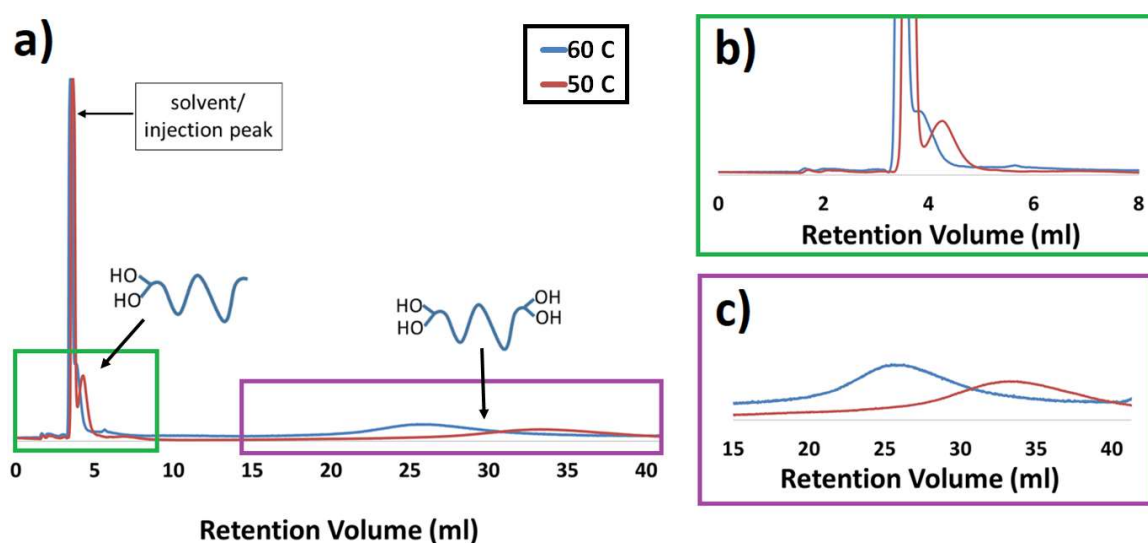 a)
60 C
50 C
solvent/
injection peak
HO
HO
HO
HO
OH
OH
0 5 10 15 20 25 30 35 40
Retention Volume (ml)
b)
0 2 4 6 8
Retention Volume (ml)
c)
15 20 25 30 35 40
Retention Volume (ml)